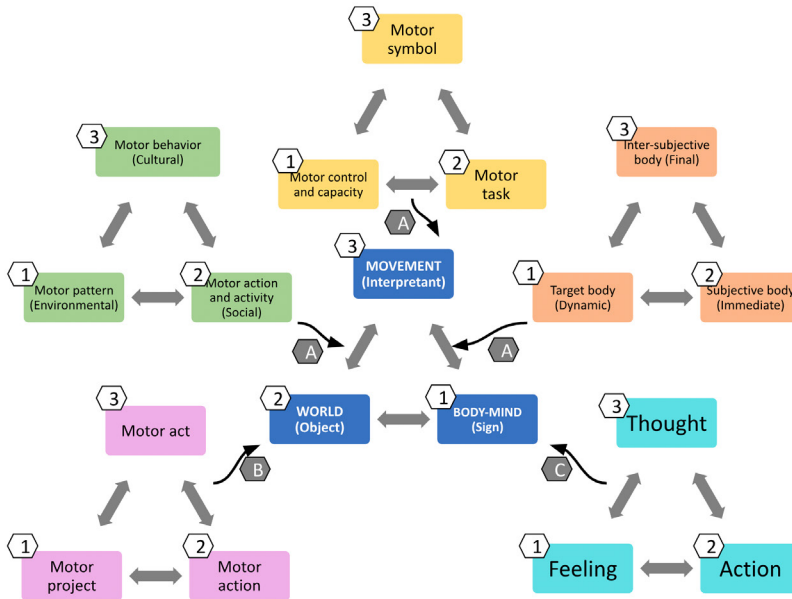 3
Motor
symbol
3
Motor behavior
(Cultural)
3
Inter-subjective
body (Final)
1
Motor control
and capacity
2
Motor
task
A
3
MOVEMENT
(Interpretant)
1
Motor pattern
(Environmental)
2
Motor action
and activity
(Social)
1
Target body
(Dynamic)
2
Subjective body
(Immediate)
A
A
3
Motor act
2
WORLD
(Object)
1
BODY-MIND
(Sign)
3
Thought
B
C
1
Motor
project
2
Motor
action
1
Feeling
2
Action